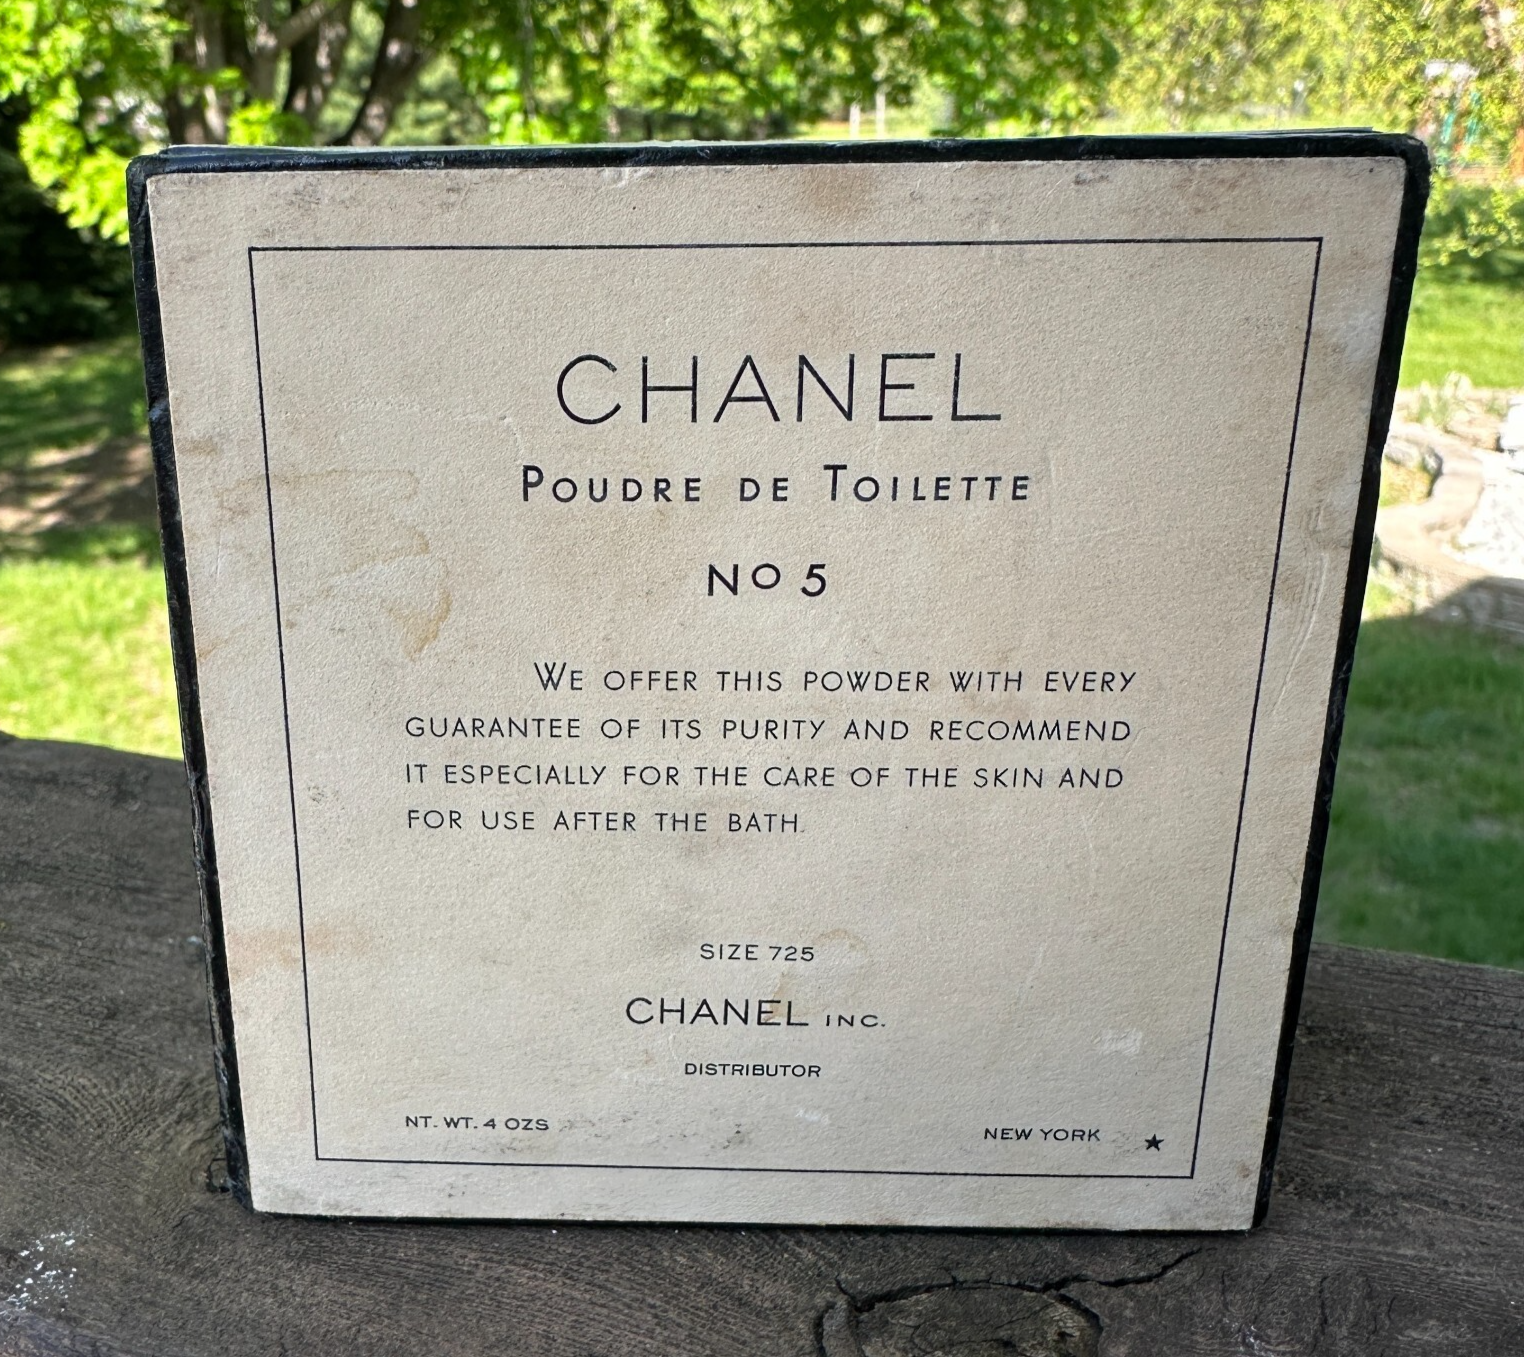 CHANEL
POUDRE DE TOILETTE
NO 5
WE OFFER THIS POWDER WITH EVERY
GUARANTEE OF ITS PURITY AND RECOMMEND
IT ESPECIALLY FOR THE CARE OF THE SKIN AND
FOR USE AFTER THE BATH.
SIZE 725
CHANEL INC.
DISTRIBUTOR
NT. WT. 4 OZS
NEW YORK ★